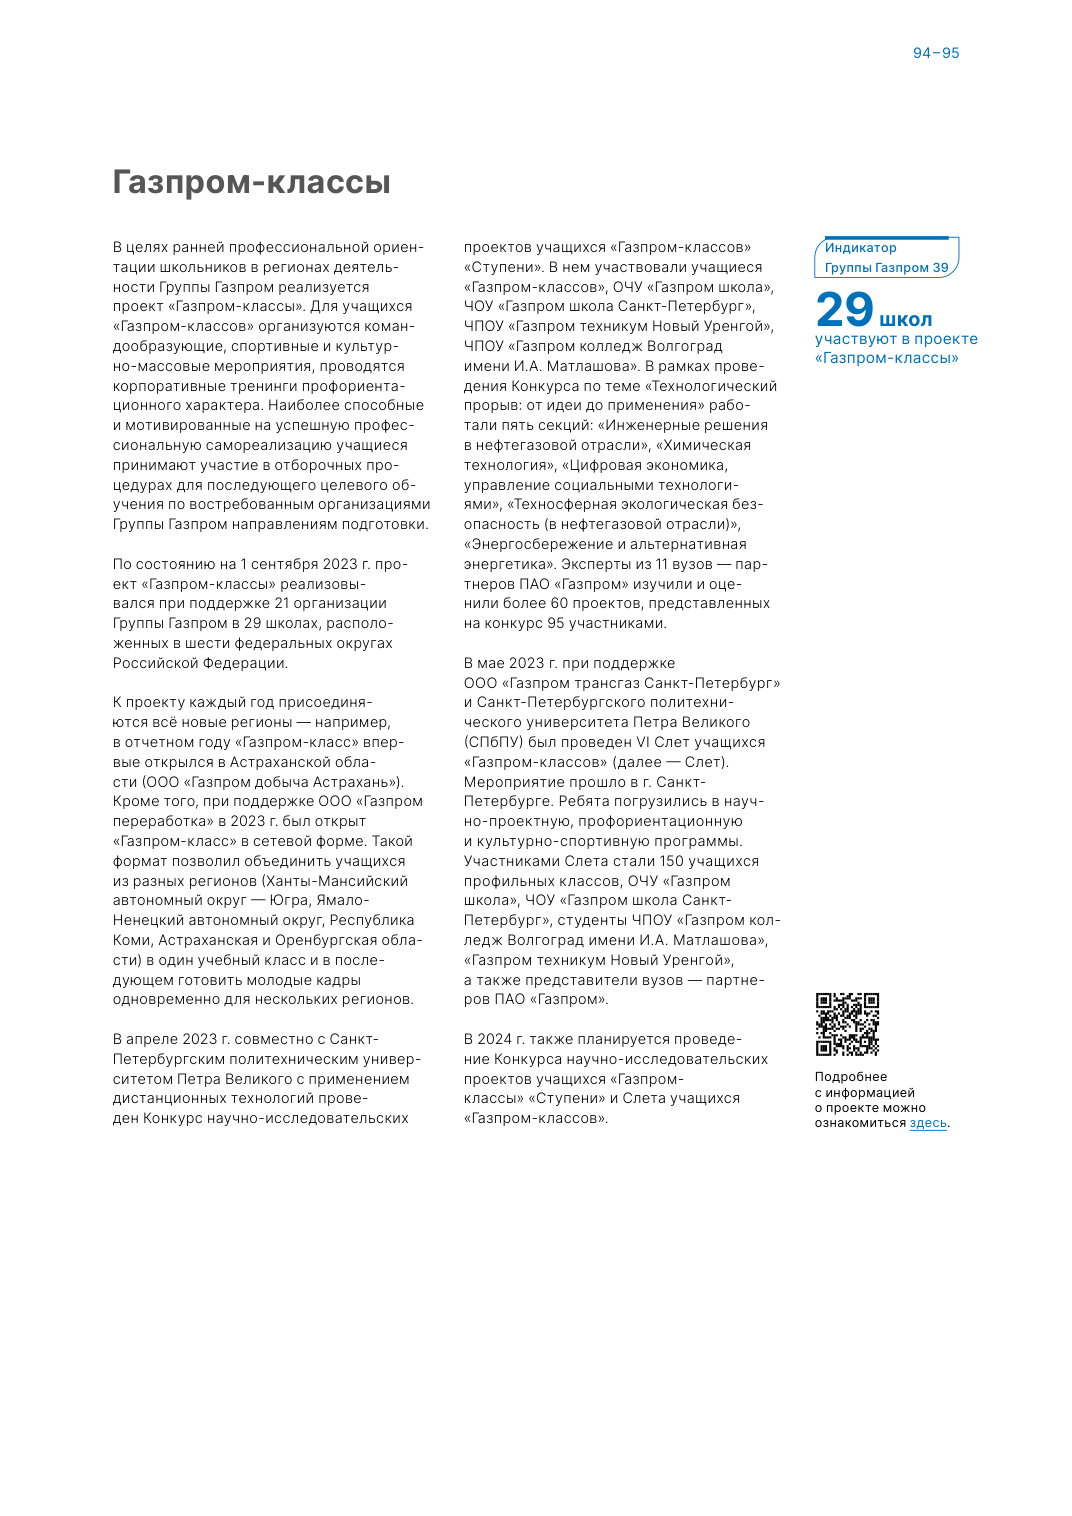 94–95
Газпром-классы
В целях ранней профессиональной ориен-
тации школьников в регионах деятель-
ности Группы Газпром реализуется
проект «Газпром-классы». Для учащихся
«Газпром-классов» организуются коман-
дообразующие, спортивные и культур-
но-массовые мероприятия, проводятся
корпоративные тренинги профориента-
ционного характера. Наиболее способные
и мотивированные на успешную профес-
сиональную самореализацию учащиеся
принимают участие в отборочных про-
цедурах для последующего целевого об-
учения по востребованным организациями
Группы Газпром направлениям подготовки.
По состоянию на 1 сентября 2023 г. про-
ект «Газпром-классы» реализовы-
вался при поддержке 21 организации
Группы Газпром в 29 школах, располо-
женных в шести федеральных округах
Российской Федерации.
К проекту каждый год присоединя-
ются всё новые регионы — например,
в отчетном году «Газпром-класс» впер-
вые открылся в Астраханской обла-
сти (ООО «Газпром добыча Астрахань»).
Кроме того, при поддержке ООО «Газпром
переработка» в 2023 г. был открыт
«Газпром-класс» в сетевой форме. Такой
формат позволил объединить учащихся
из разных регионов (Ханты-Мансийский
автономный округ — Югра, Ямало-
Ненецкий автономный округ, Республика
Коми, Астраханская и Оренбургская обла-
сти) в один учебный класс и в после-
дующем готовить молодые кадры
одновременно для нескольких регионов.
В апреле 2023 г. совместно с Санкт-
Петербургским политехническим универ-
ситетом Петра Великого с применением
дистанционных технологий прове-
ден Конкурс научно-исследовательских
проектов учащихся «Газпром-классов»
«Ступени». В нем участвовали учащиеся
«Газпром-классов», ОЧУ «Газпром школа»,
ЧОУ «Газпром школа Санкт-Петербург»,
ЧПОУ «Газпром техникум Новый Уренгой»,
ЧПОУ «Газпром колледж Волгоград
имени И.А. Матлашова». В рамках прове-
дения Конкурса по теме «Технологический
прорыв: от идеи до применения» рабо-
тали пять секций: «Инженерные решения
в нефтегазовой отрасли», «Химическая
технология», «Цифровая экономика,
управление социальными технологи-
ями», «Техносферная экологическая без-
опасность (в нефтегазовой отрасли)»,
«Энергосбережение и альтернативная
энергетика». Эксперты из 11 вузов — пар-
тнеров ПАО «Газпром» изучили и оце-
нили более 60 проектов, представленных
на конкурс 95 участниками.
В мае 2023 г. при поддержке
ООО «Газпром трансгаз Санкт-Петербург»
и Санкт-Петербургского политехни-
ческого университета Петра Великого
(СПбПУ) был проведен VI Слет учащихся
«Газпром-классов» (далее — Слет).
Мероприятие прошло в г. Санкт-
Петербурге. Ребята погрузились в науч-
но-проектную, профориентационную
и культурно-спортивную программы.
Участниками Слета стали 150 учащихся
профильных классов, ОЧУ «Газпром
школа», ЧОУ «Газпром школа Санкт-
Петербург», студенты ЧПОУ «Газпром кол-
ледж Волгоград имени И.А. Матлашова»,
«Газпром техникум Новый Уренгой»,
а также представители вузов — партне-
ров ПАО «Газпром».
В 2024 г. также планируется проведе-
ние Конкурса научно-исследовательских
проектов учащихся «Газпром-
классы» «Ступени» и Слета учащихся
«Газпром-классов».
Индикатор
Группы Газпром 39
29 школ
участвуют в проекте
«Газпром-классы»
Подробнее
с информацией
о проекте можно
ознакомиться здесь.